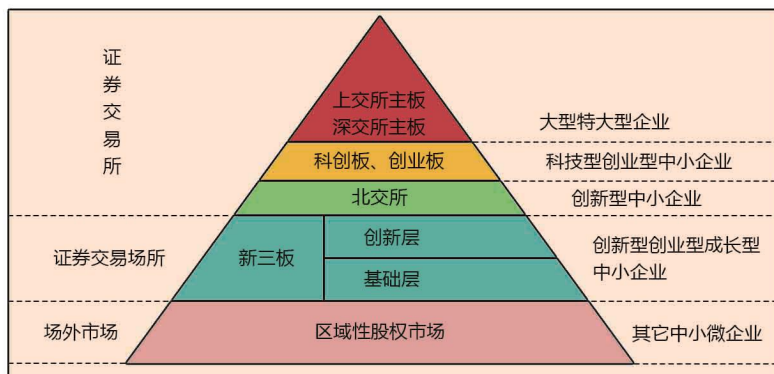 证券交易所
上交所主板
深交所主板
大型特大型企业
科创板、创业板
科技型创业型中小企业
北交所
创新型中小企业
证券交易场所
新三板
创新层
基础层
创新型创业型成长型
中小企业
场外市场
区域性股权市场
其它中小微企业